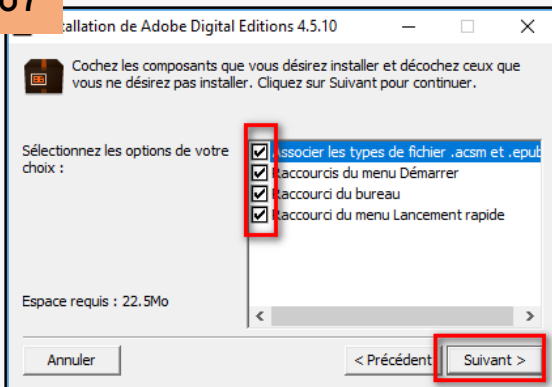 67
allation de Adobe Digital Editions 4.5.10
Cochez les composants que vous désirez installer et décochez ceux que
vous ne désirez pas installer. Cliquez sur Suivant pour continuer.
Sélectionnez les options de votre
choix :
Associer les types de fichier .acsm et .epub
Raccourcis du menu Démarrer
Raccourci du bureau
Raccourci du menu Lancement rapide
Espace requis : 22.5Mo
Annuler
< Précédent
Suivant >